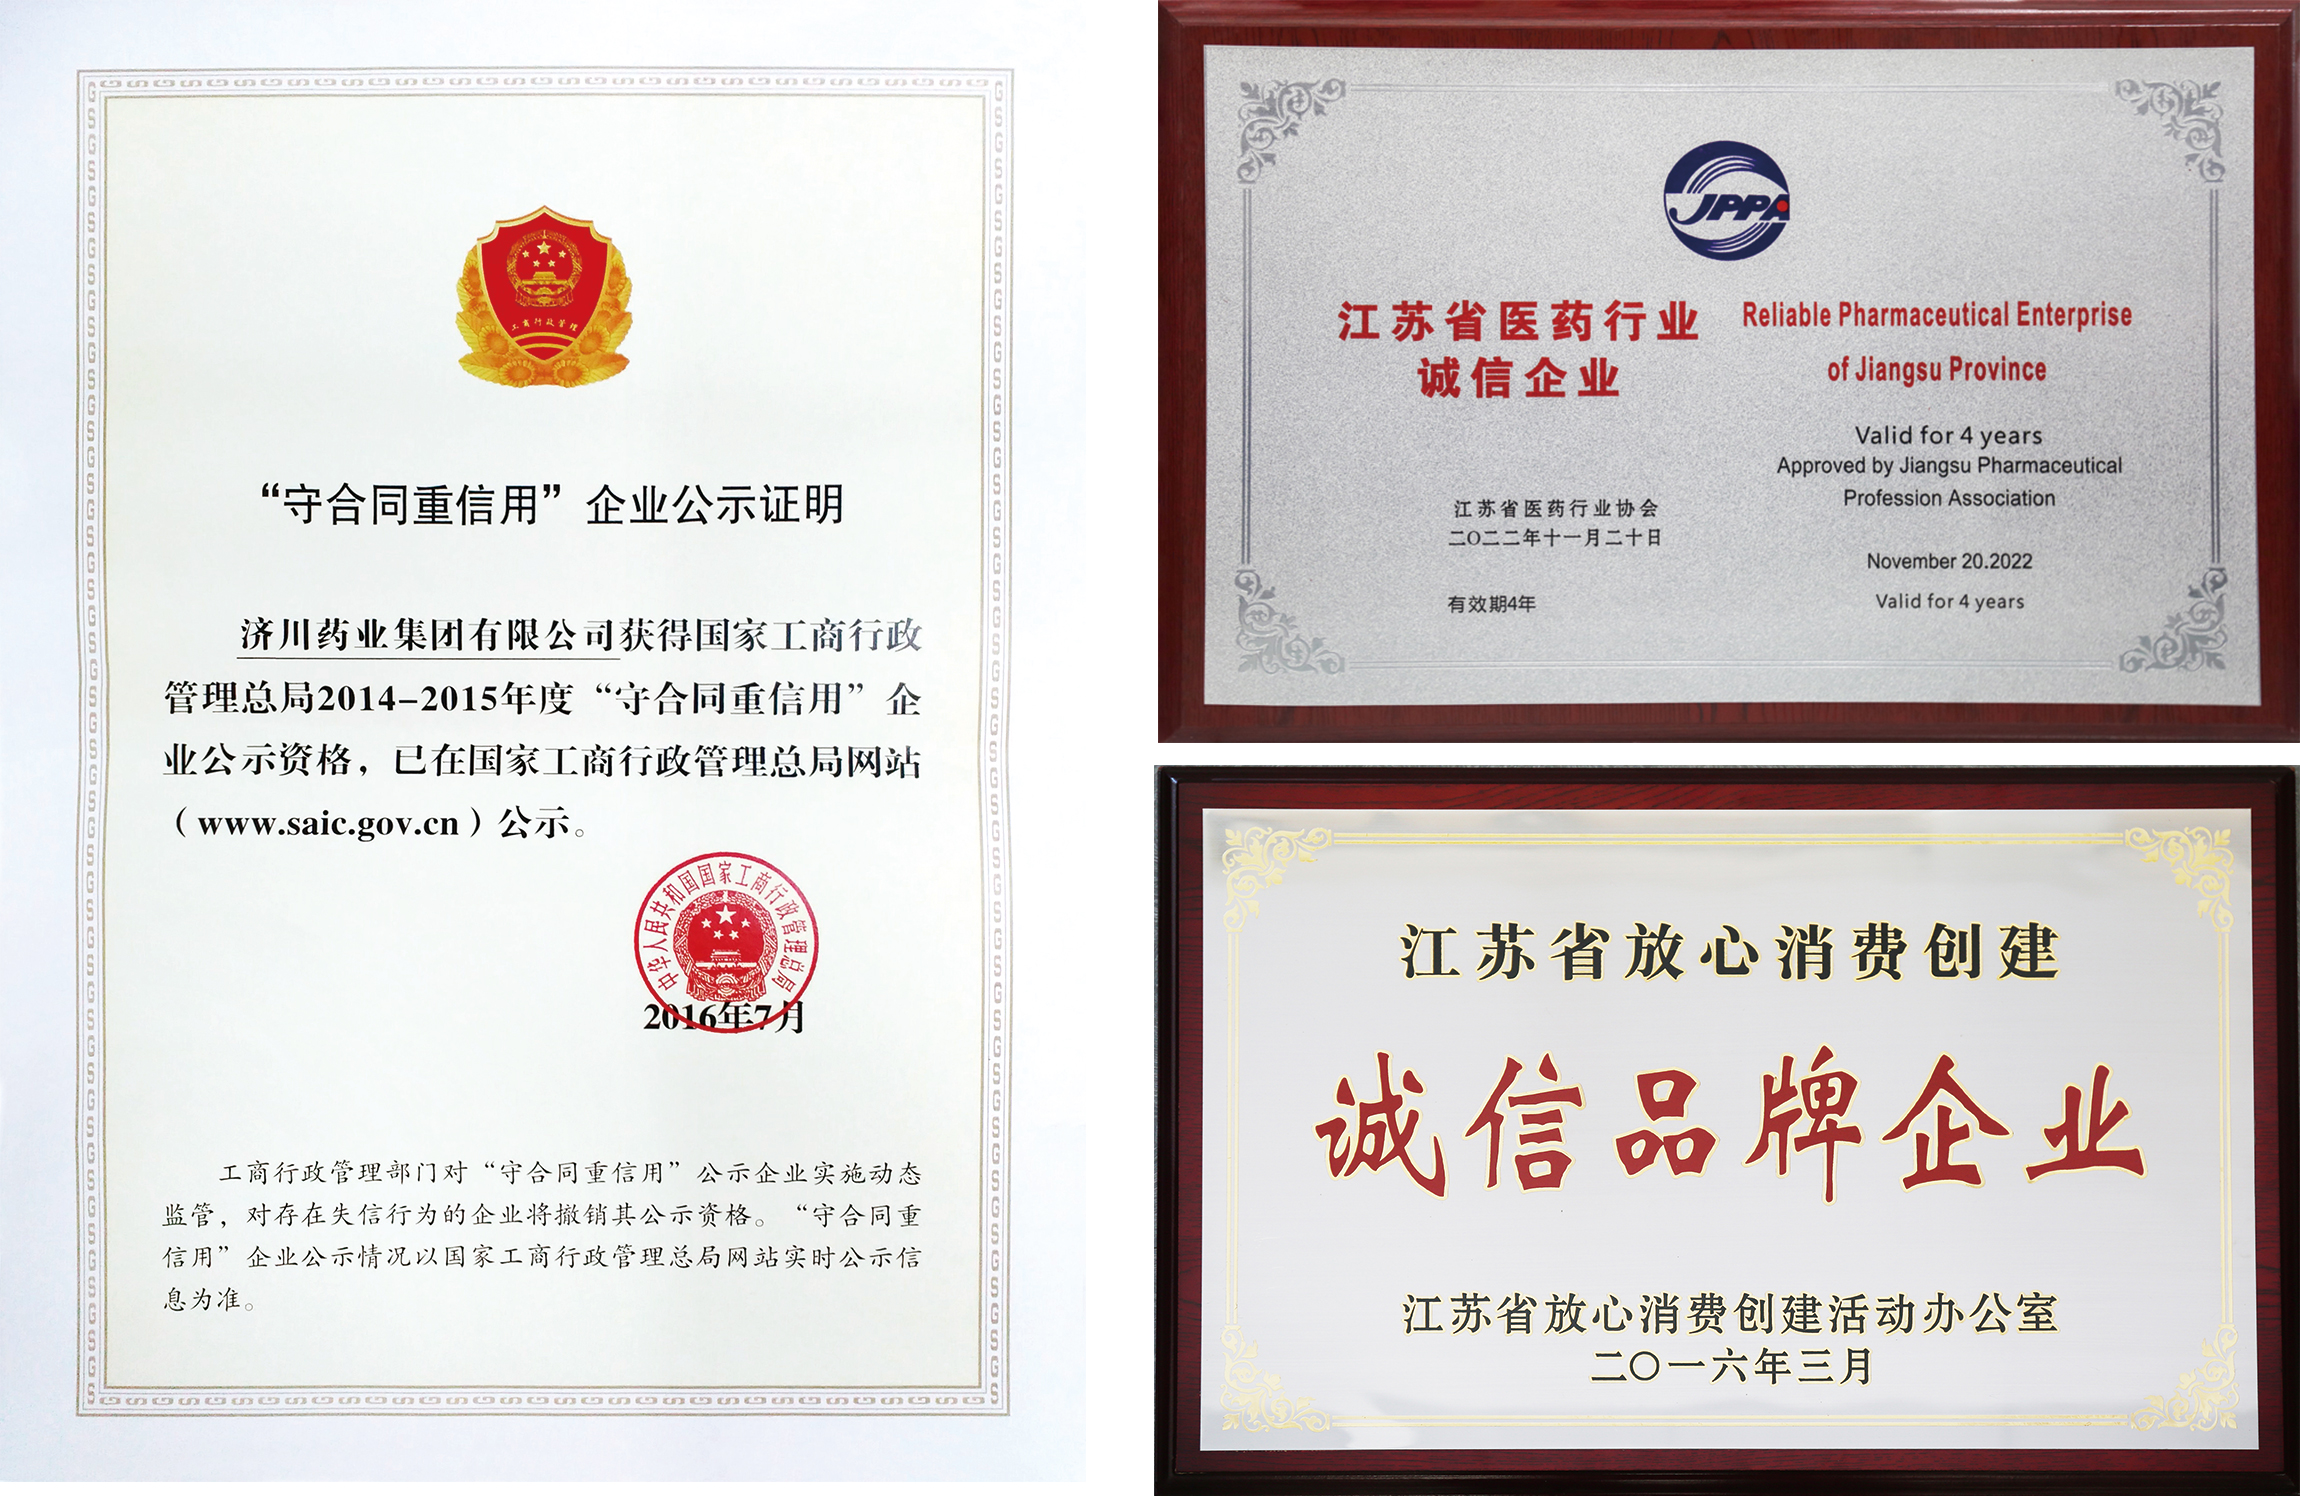 工商行政管理
“守合同重信用”企业公示证明
济川药业集团有限公司获得国家工商行政
管理总局2014-2015年度“守合同重信用”企
业公示资格，已在国家工商行政管理总局网站
（www.saic.gov.cn）公示。
中华人民共和国国家工商行政管理总局
2016年7月
工商行政管理部门对“守合同重信用”公示企业实施动态
监管，对存在失信行为的企业将撤销其公示资格。“守合同重
信用”企业公示情况以国家工商行政管理总局网站实时公示信
息为准。
JPPA
江苏省医药行业
诚信企业
江苏省医药行业协会
二〇二二年十一月二十日
有效期4年
Reliable Pharmaceutical Enterprise
of Jiangsu Province
Valid for 4 years
Approved by Jiangsu Pharmaceutical
Profession Association
November 20.2022
Valid for 4 years
江苏省放心消费创建
诚信品牌企业
江苏省放心消费创建活动办公室
二〇一六年三月